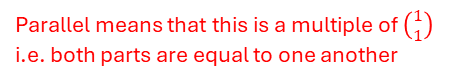 Parallel means that this is a multiple of (1 1)
i.e. both parts are equal to one another